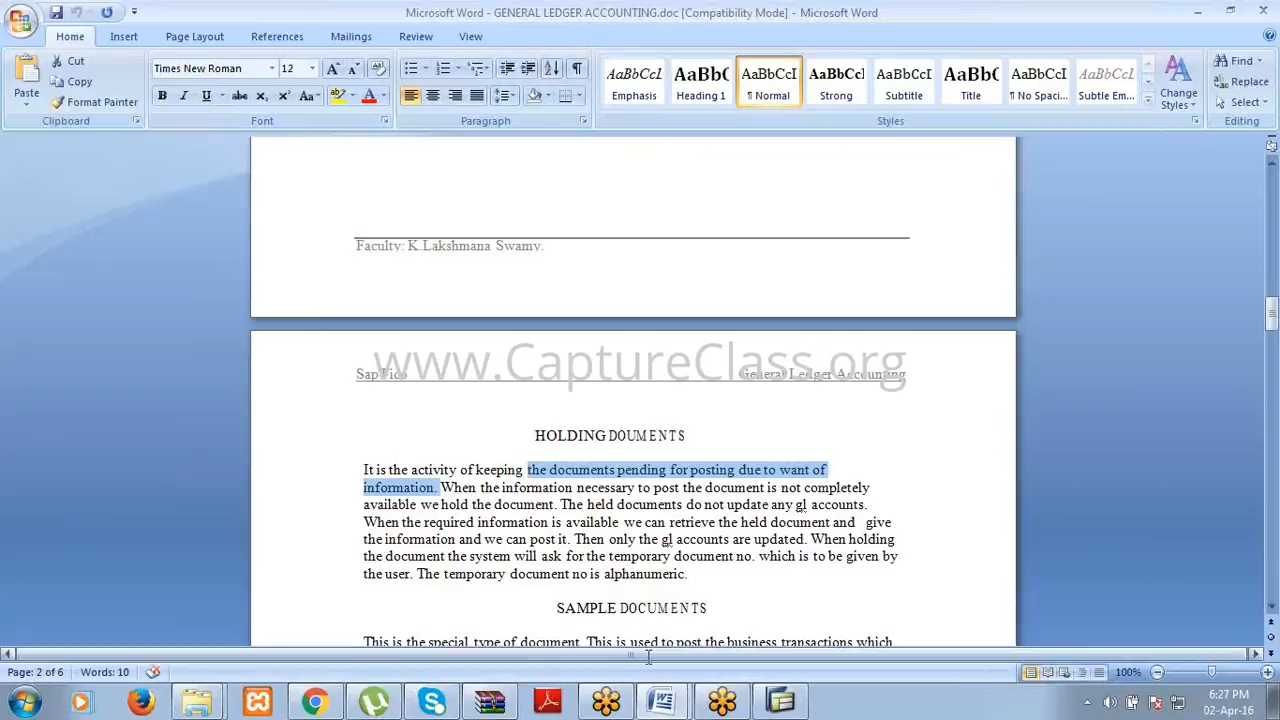 Microsoft Word - GENERAL LEDGER ACCOUNTING.doc [Compatibility Mode] - Microsoft Word
Home Insert Page Layout References Mailings Review View
Paste
Cut
Copy
Format Painter
Times New Roman 12
AaBbCcI AaBbC AaBbCcI AaBbCcI AaBbCcI AaBbC AaBbCcI AaBbCcI
Emphasis Heading 1 ¶ Normal Strong Subtitle Title ¶ No Spaci... Subtle Em...
Change Styles
Find
Replace
Select
Clipboard Font Paragraph Styles Editing
Faculty: K.Lakshmana Swamy.
www.CaptureClass.org
Sap Fico General Ledger Accounting
HOLDING DOUMENTS
It is the activity of keeping the documents pending for posting due to want of
information. When the information necessary to post the document is not completely
available we hold the document. The held documents do not update any gl accounts.
When the required information is available we can retrieve the held document and give
the information and we can post it. Then only the gl accounts are updated. When holding
the document the system will ask for the temporary document no. which is to be given by
the user. The temporary document no is alphanumeric.
SAMPLE DOCUMENTS
This is the special type of document. This is used to post the business transactions which
Page: 2 of 6 Words: 10 100%
6:27 PM
02-Apr-16